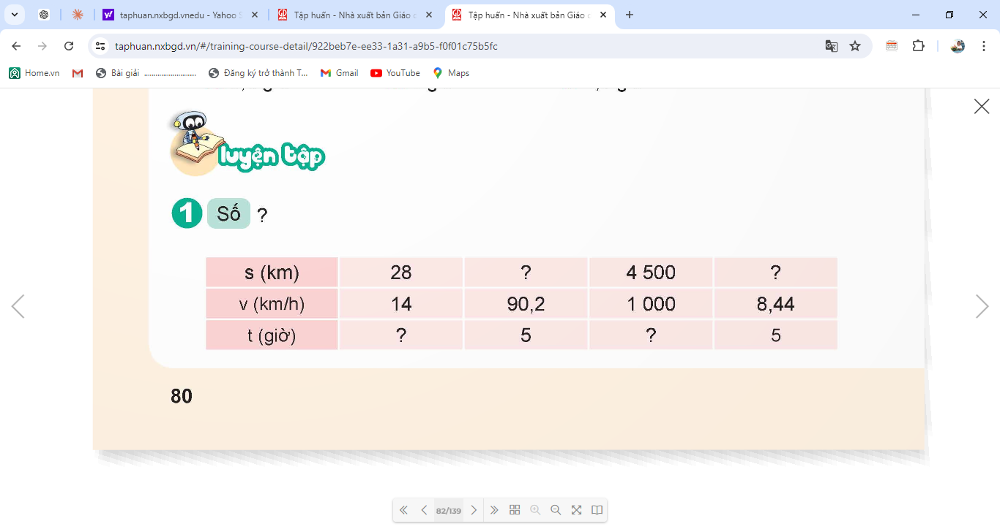 taphuan.nxbgd.vnedu - Yahoo S
Tập huấn - Nhà xuất bản Giáo d
Tập huấn - Nhà xuất bản Giáo d
taphuan.nxbgd.vn/#/training-course-detail/922beb7e-ee33-1a31-a9b5-f0f01c75b5fc
Home.vn
Bài giải ..........................
Đăng ký trở thành T...
Gmail
YouTube
Maps
luyện tập
1 Số ?
s (km) 28 ? 4 500 ?
v (km/h) 14 90,2 1 000 8,44
t (giờ) ? 5 ? 5
80
82/139